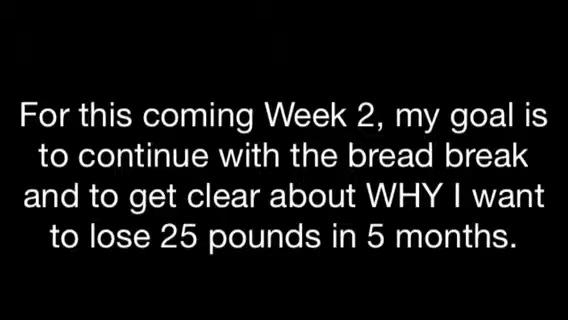 For this coming Week 2, my goal is
to continue with the bread break
and to get clear about WHY I want
to lose 25 pounds in 5 months.